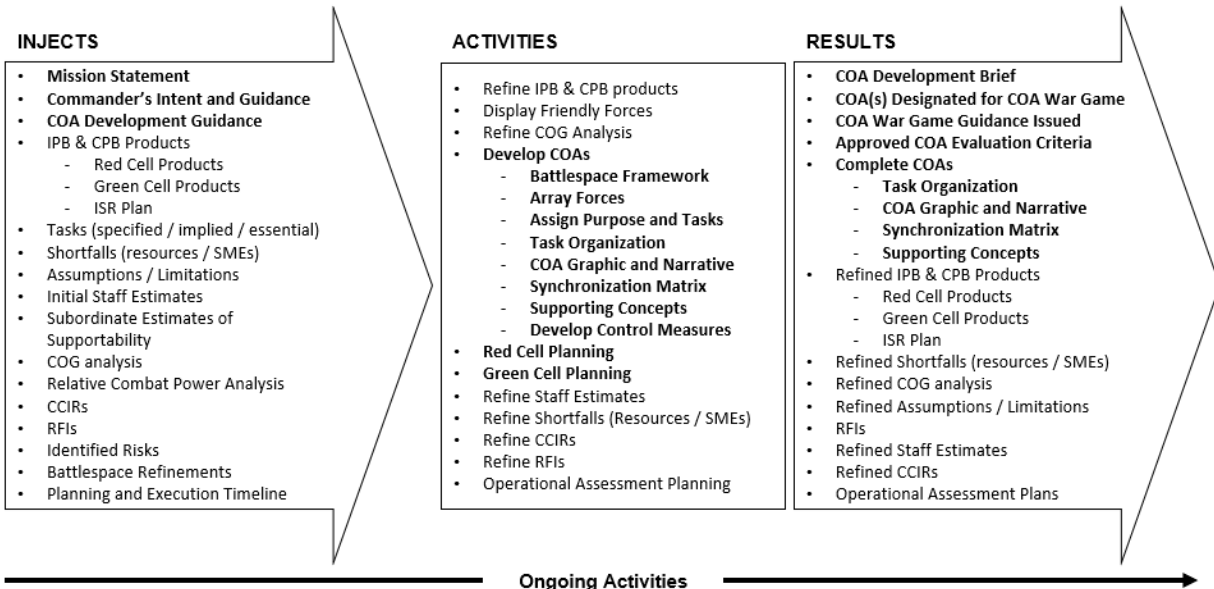 INJECTS
• Mission Statement
• Commander's Intent and Guidance
• COA Development Guidance
• IPB & CPB Products
- Red Cell Products
- Green Cell Products
- ISR Plan
• Tasks (specified / implied / essential)
• Shortfalls (resources / SMEs)
• Assumptions / Limitations
• Initial Staff Estimates
• Subordinate Estimates of
Supportability
• COG analysis
• Relative Combat Power Analysis
• CCIRs
• RFIs
• Identified Risks
• Battlespace Refinements
• Planning and Execution Timeline
ACTIVITIES
• Refine IPB & CPB products
• Display Friendly Forces
• Refine COG Analysis
• Develop COAs
- Battlespace Framework
- Array Forces
- Assign Purpose and Tasks
- Task Organization
- COA Graphic and Narrative
- Synchronization Matrix
- Supporting Concepts
- Develop Control Measures
• Red Cell Planning
• Green Cell Planning
• Refine Staff Estimates
• Refine Shortfalls (Resources / SMEs)
• Refine CCIRs
• Refine RFIs
• Operational Assessment Planning
RESULTS
• COA Development Brief
• COA(s) Designated for COA War Game
• COA War Game Guidance Issued
• Approved COA Evaluation Criteria
• Complete COAs
- Task Organization
- COA Graphic and Narrative
- Synchronization Matrix
- Supporting Concepts
• Refined IPB & CPB Products
- Red Cell Products
- Green Cell Products
- ISR Plan
• Refined Shortfalls (resources / SMEs)
• Refined COG analysis
• Refined Assumptions / Limitations
• RFIs
• Refined Staff Estimates
• Refined CCIRs
• Operational Assessment Plans
Ongoing Activities